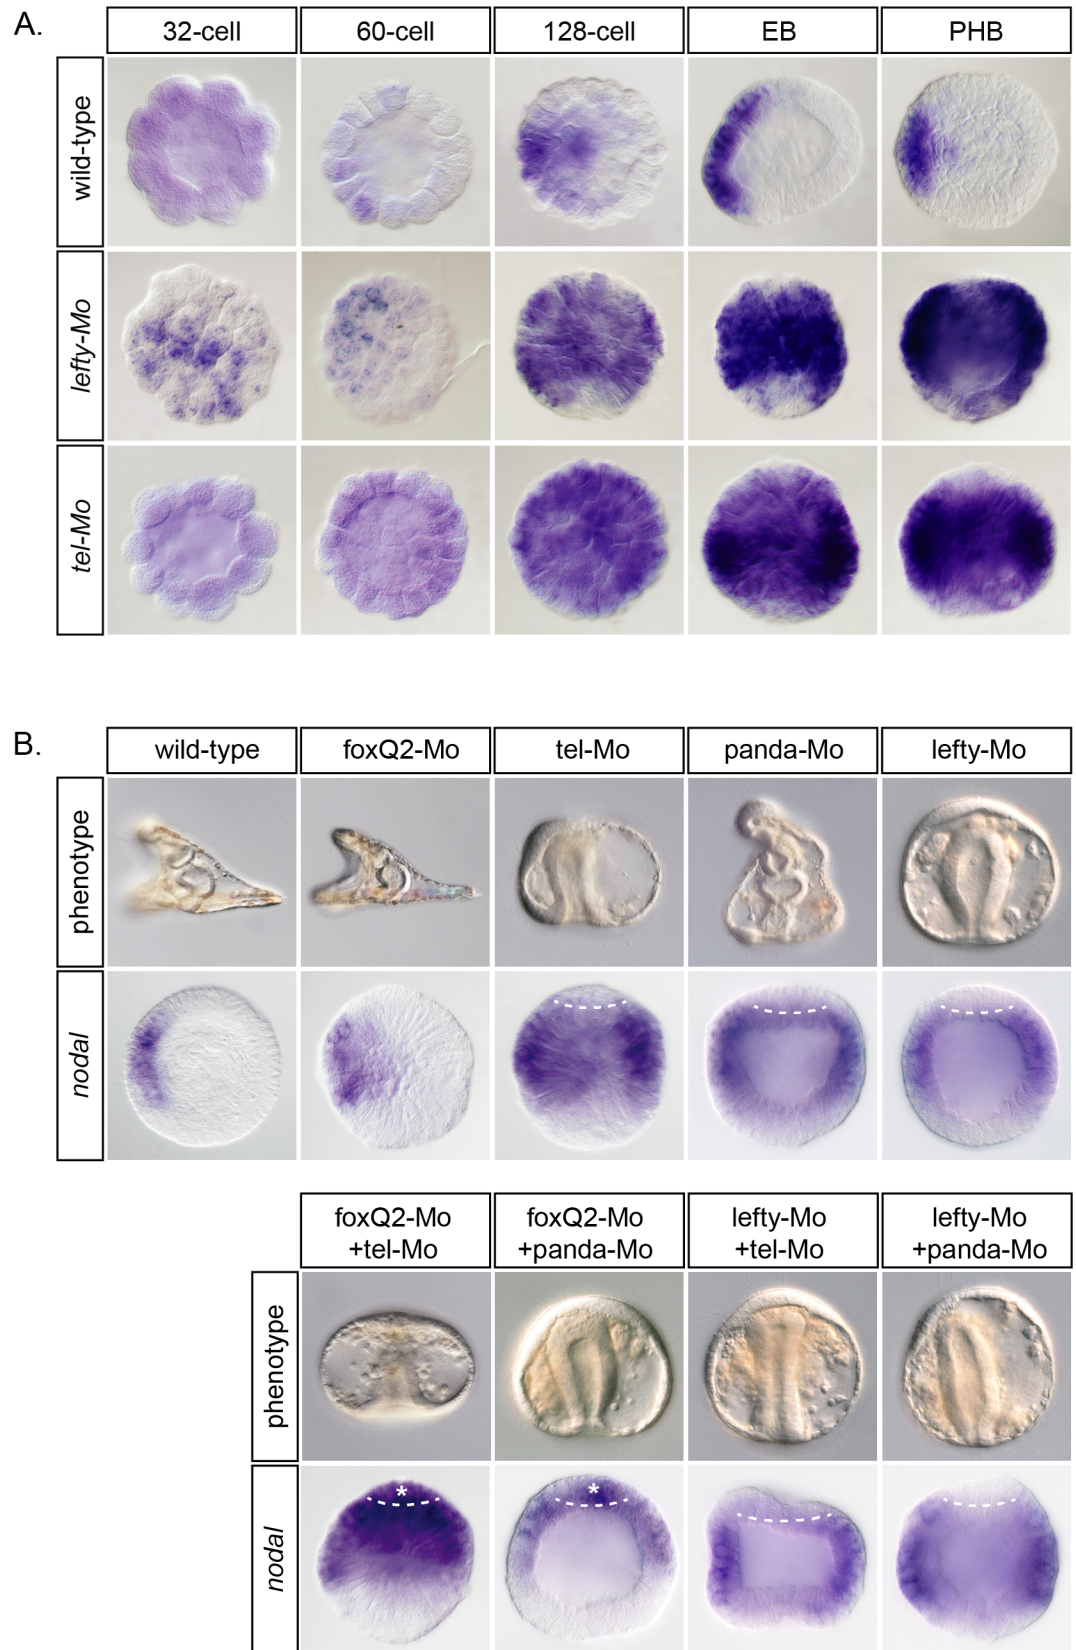 A.
32-cell
60-cell
128-cell
EB
PHB
wild-type
lefty-Mo
tel-Mo
B.
wild-type
foxQ2-Mo
tel-Mo
panda-Mo
lefty-Mo
phenotype
nodal
foxQ2-Mo
+tel-Mo
foxQ2-Mo
+panda-Mo
lefty-Mo
+tel-Mo
lefty-Mo
+panda-Mo
phenotype
nodal
*
*